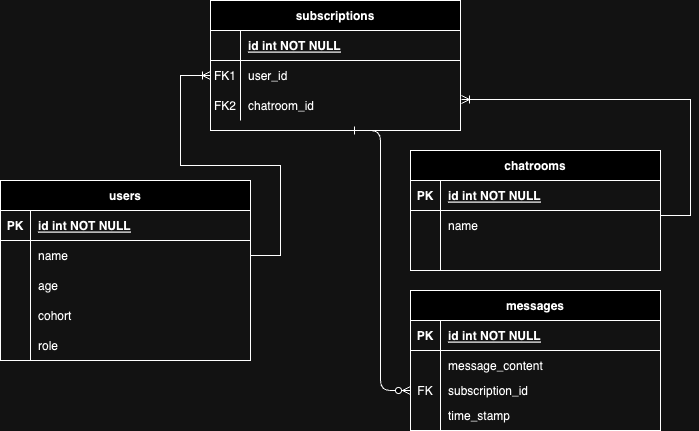 subscriptions
id int NOT NULL
FK1 user_id
FK2 chatroom_id
chatrooms
PK id int NOT NULL
name
users
PK id int NOT NULL
name
age
cohort
role
messages
PK id int NOT NULL
message_content
FK subscription_id
time_stamp